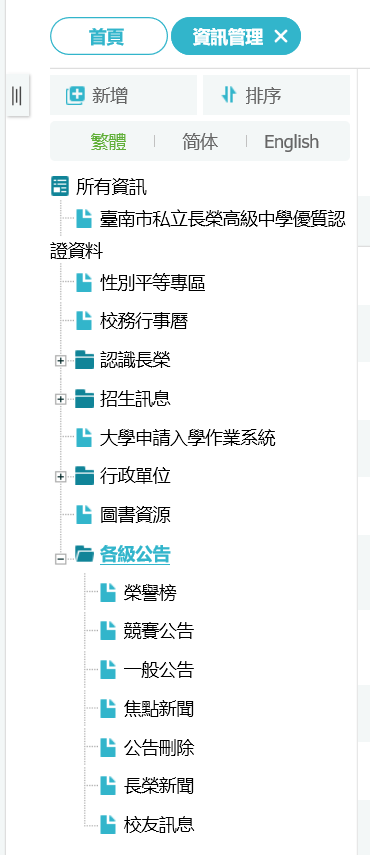 首頁 資訊管理
新增 排序
繁體 简体 English
所有資訊
臺南市私立長榮高級中學優質認
證資料
性別平等專區
校務行事曆
認識長榮
招生訊息
大學申請入學作業系統
行政單位
圖書資源
各級公告
榮譽榜
競賽公告
一般公告
焦點新聞
公告刪除
長榮新聞
校友訊息